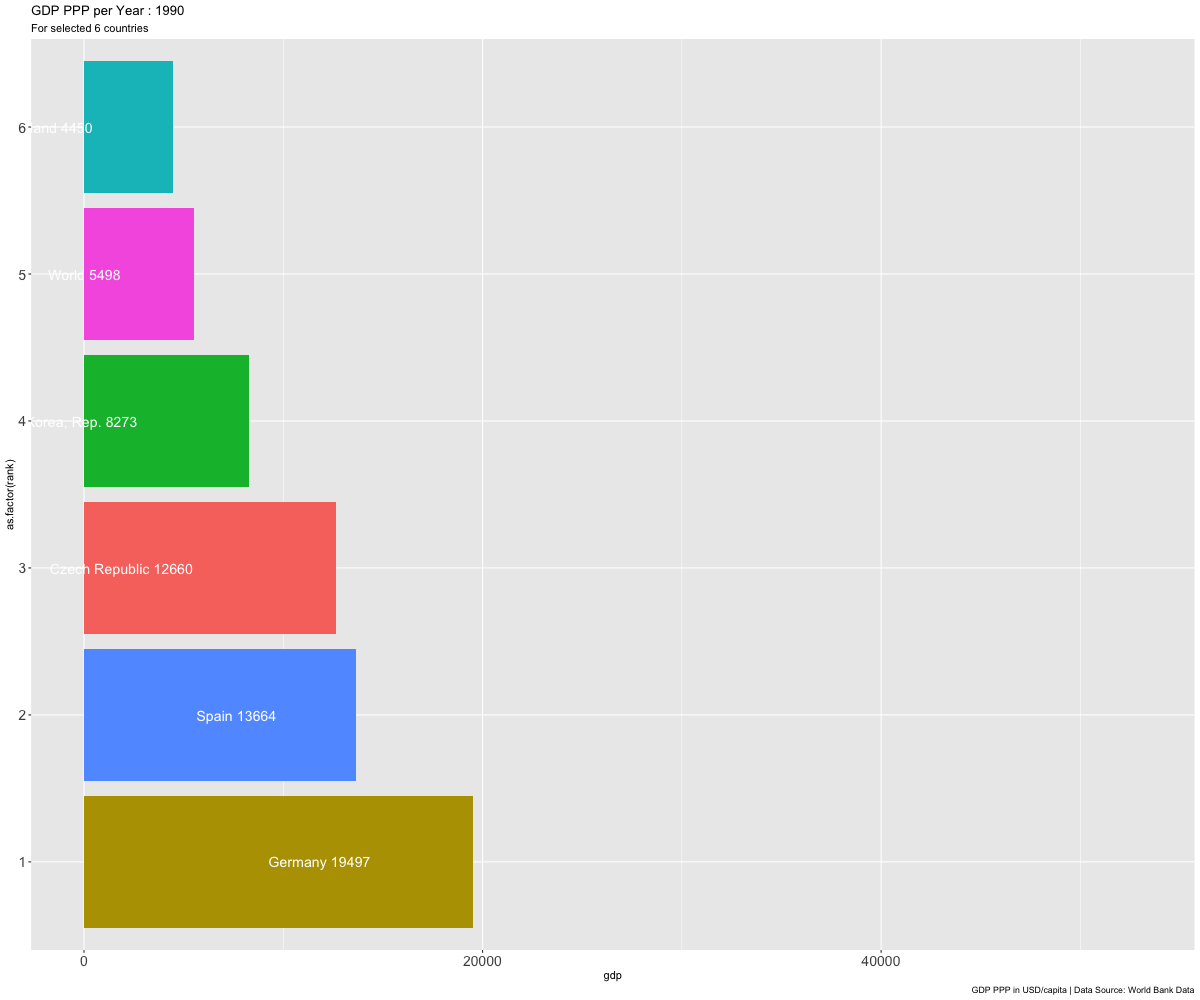 GDP PPP per Year : 1990
For selected 6 countries
6
and 4450
5
World 5498
4
Korea, Rep. 8273
3
Czech Republic 12660
2
Spain 13664
1
Germany 19497
as.factor(rank)
0 20000 40000
gdp
GDP PPP in USD/capita | Data Source: World Bank Data